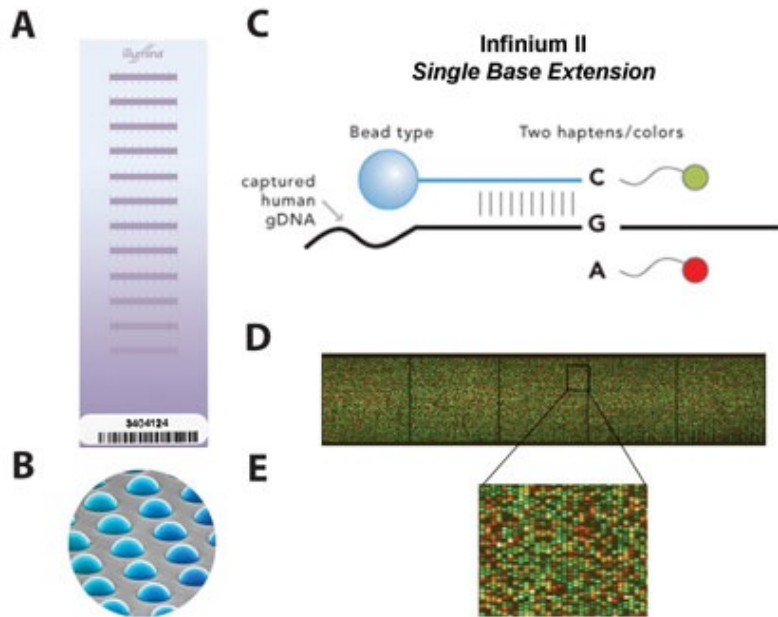 A
illumina
3404124
B
C
Infinium II
Single Base Extension
Bead type
Two haptens/colors
captured
human
gDNA
C
G
A
D
E